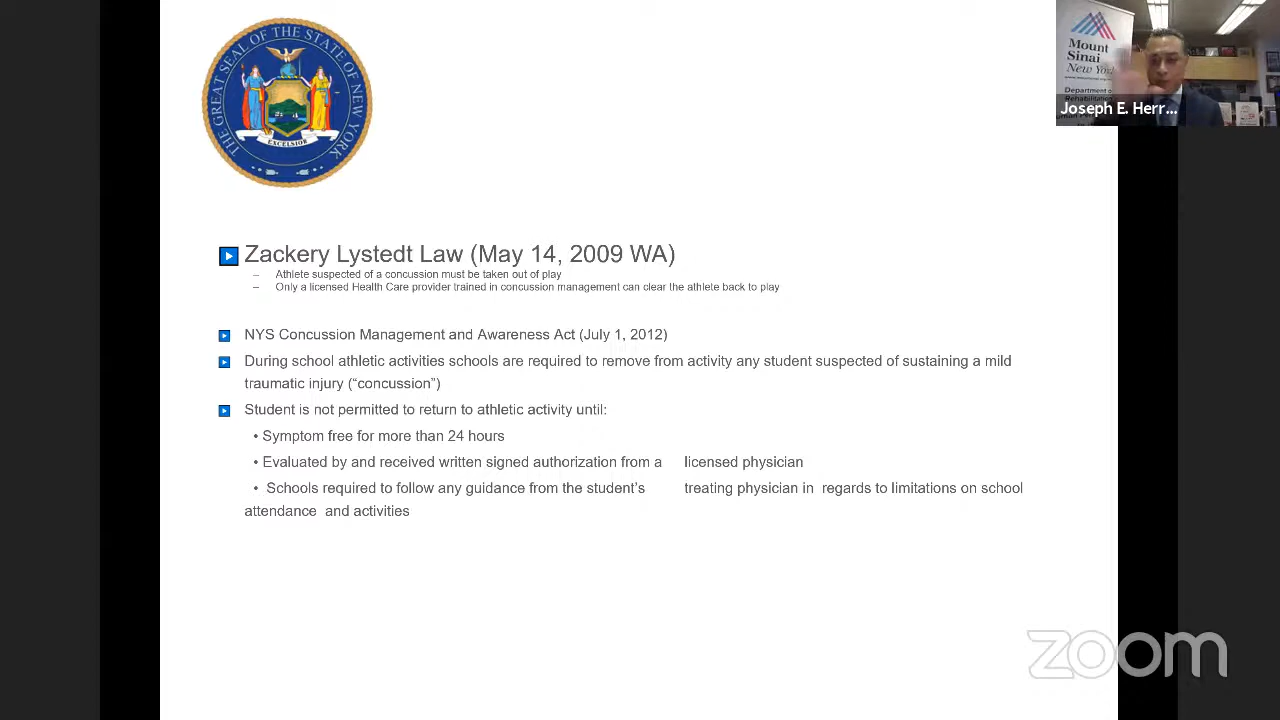 THE GREAT SEAL OF THE STATE OF NEW YORK
EXCELSIOR
Mount
Sinai
New York
Joseph E. Herr...
Zackery Lystedt Law (May 14, 2009 WA)
– Athlete suspected of a concussion must be taken out of play
– Only a licensed Health Care provider trained in concussion management can clear the athlete back to play
NYS Concussion Management and Awareness Act (July 1, 2012)
During school athletic activities schools are required to remove from activity any student suspected of sustaining a mild
traumatic injury (“concussion”)
Student is not permitted to return to athletic activity until:
• Symptom free for more than 24 hours
• Evaluated by and received written signed authorization from a licensed physician
• Schools required to follow any guidance from the student’s treating physician in regards to limitations on school
attendance and activities
zoom